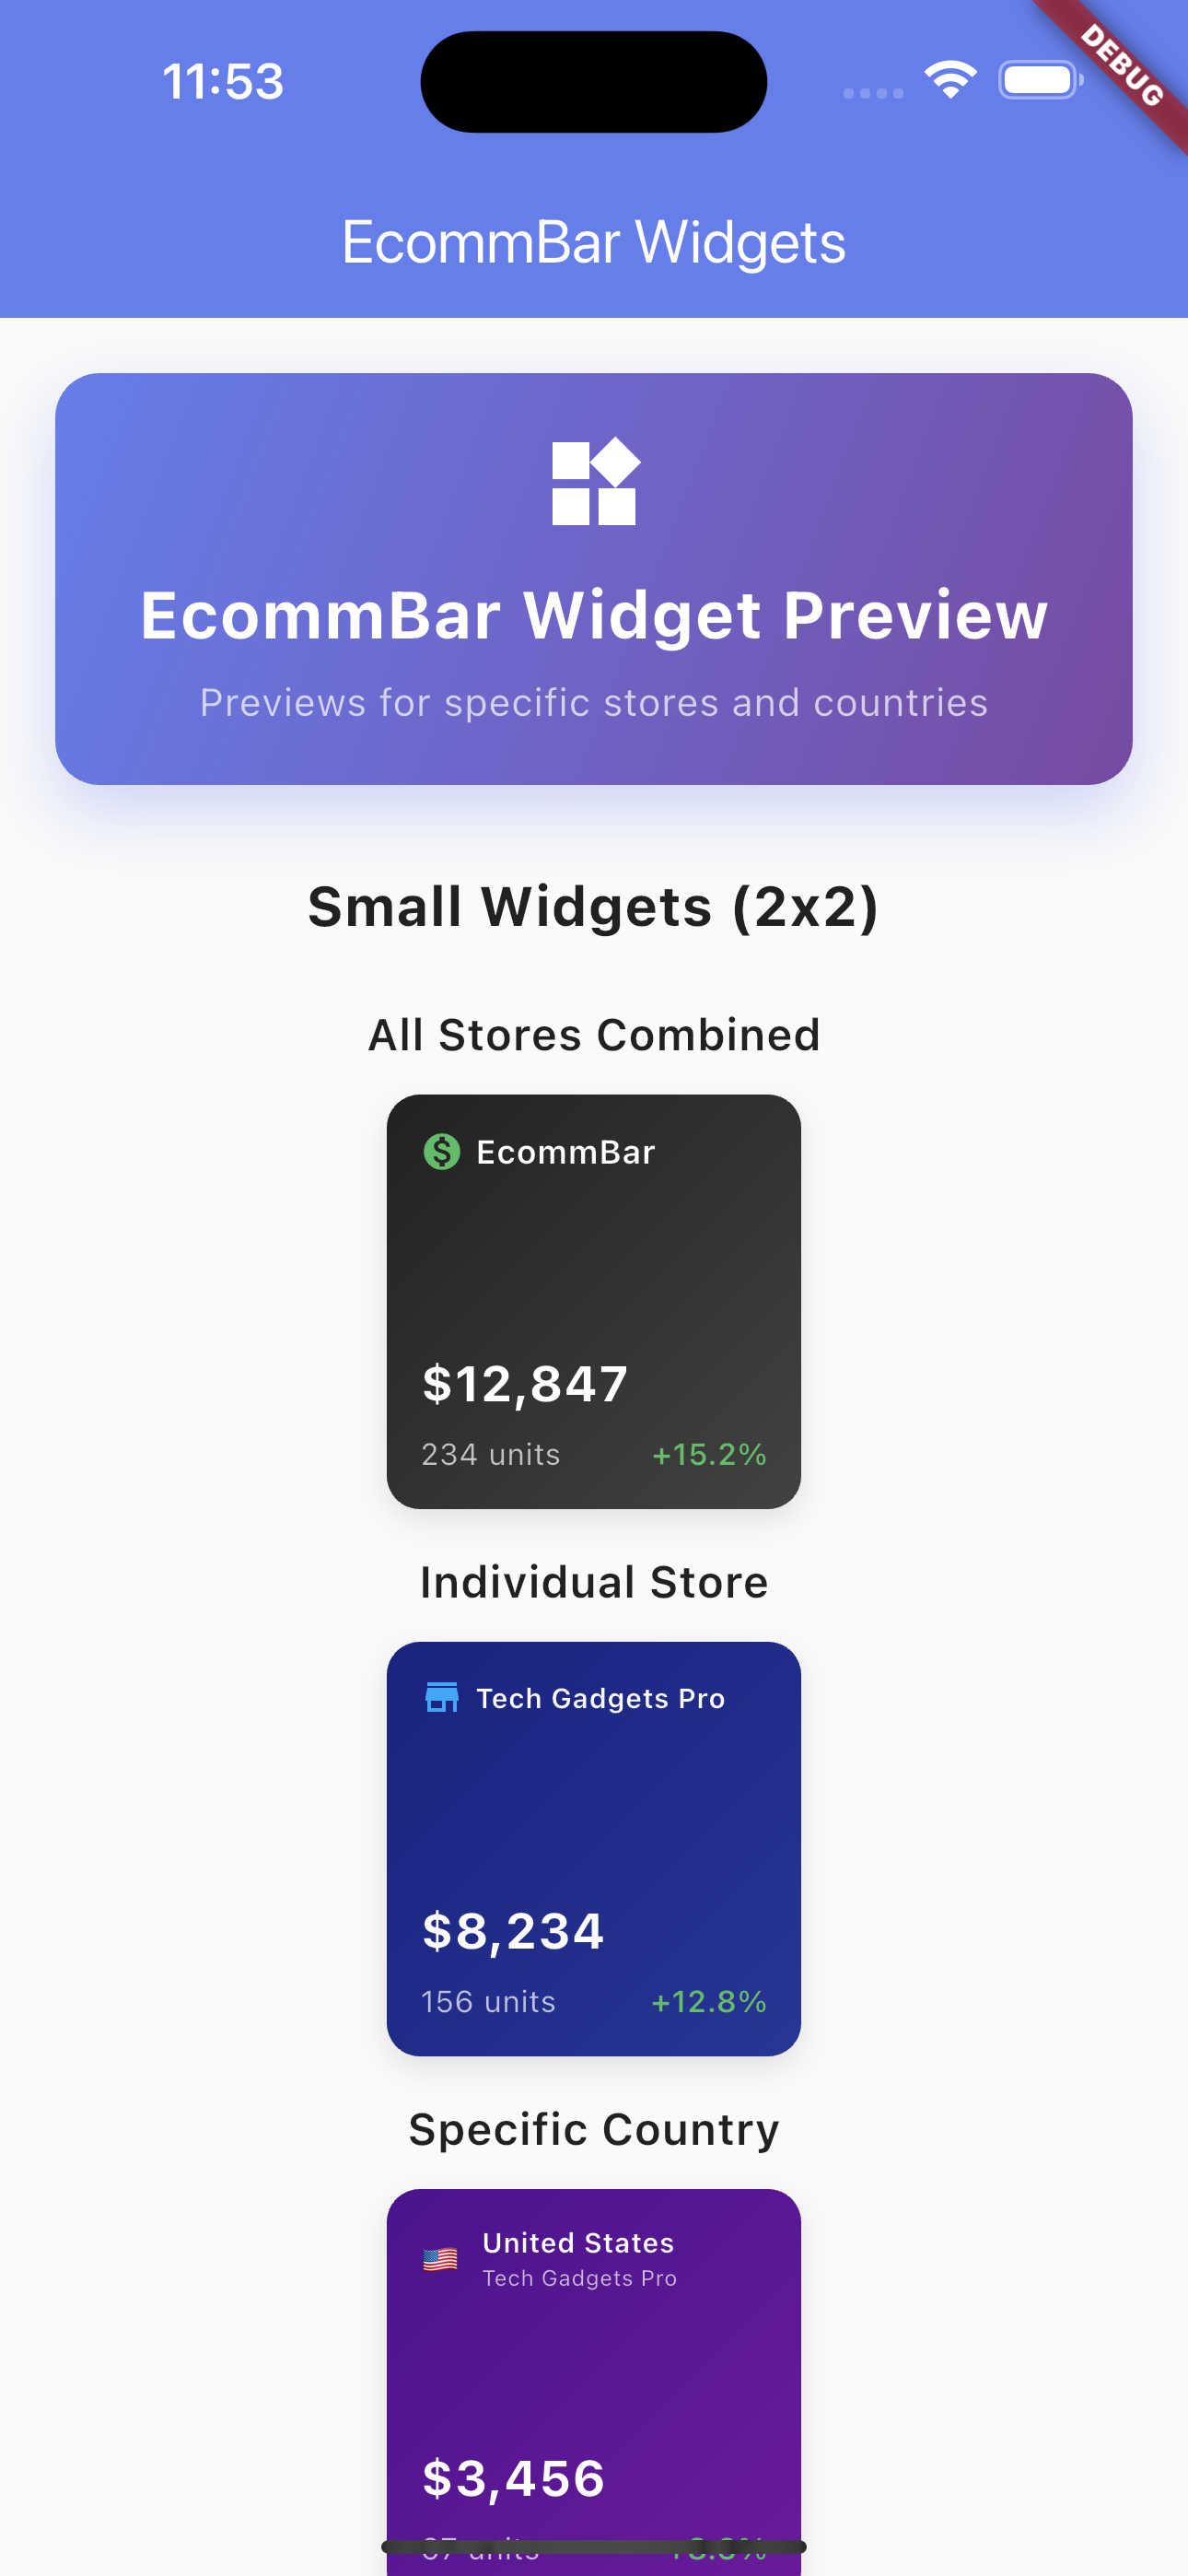 11:53
DEBUG
EcommBar Widgets
EcommBar Widget Preview
Previews for specific stores and countries
Small Widgets (2x2)
All Stores Combined
EcommBar
$12,847
234 units +15.2%
Individual Store
Tech Gadgets Pro
$8,234
156 units +12.8%
Specific Country
United States
Tech Gadgets Pro
$3,456
units